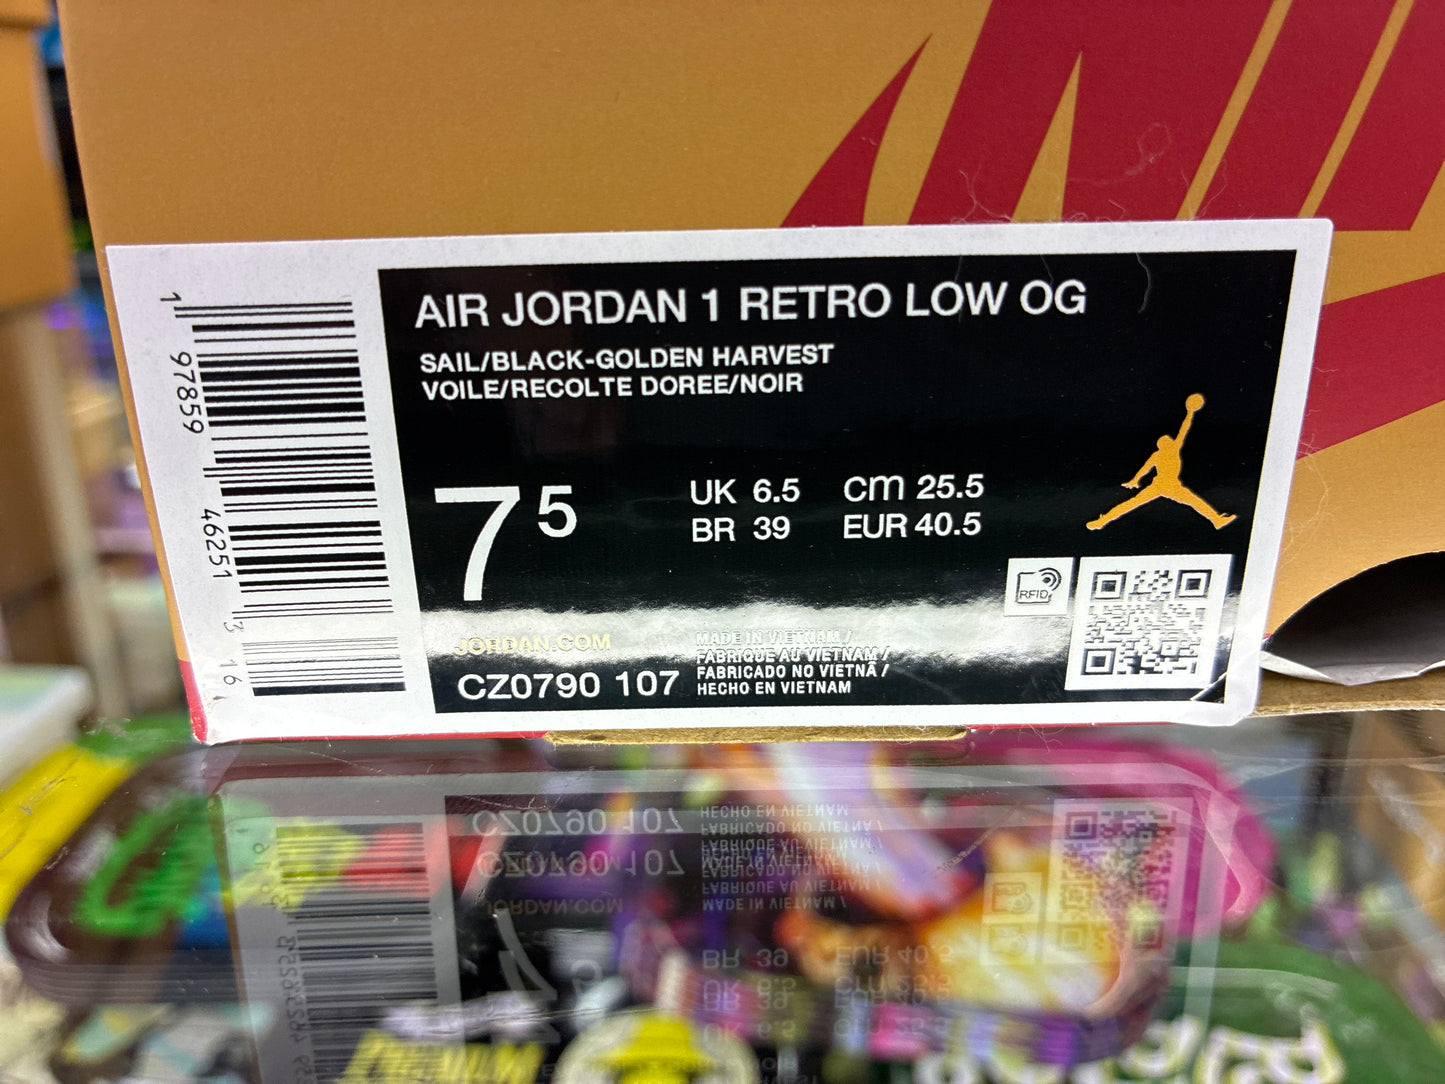 AIR JORDAN 1 RETRO LOW OG
SAIL/BLACK-GOLDEN HARVEST
VOILE/RECOLTE DOREE/NOIR
7 5
UK 6.5 CM 25.5
BR 39 EUR 40.5
RFID
JORDAN.COM
CZ0790 107
MADE IN VIETNAM /
FABRIQUE AU VIETNAM /
FABRICADO NO VIETNÃ /
HECHO EN VIETNAM
1 97859 46251 3 16